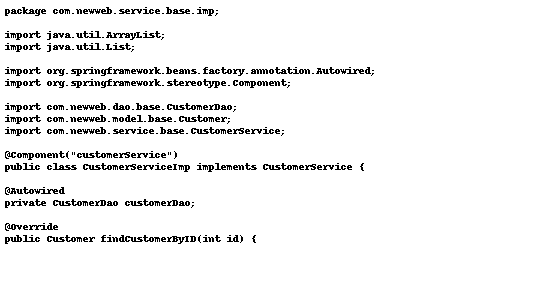 package com.newweb.service.base.imp;
import java.util.ArrayList;
import java.util.List;
import org.springframework.beans.factory.annotation.Autowired;
import org.springframework.stereotype.Component;
import com.newweb.dao.base.CustomerDao;
import com.newweb.model.base.Customer;
import com.newweb.service.base.CustomerService;
@Component("customerService")
public class CustomerServiceImp implements CustomerService {
@Autowired
private CustomerDao customerDao;
@Override
public Customer findCustomerByID(int id) {